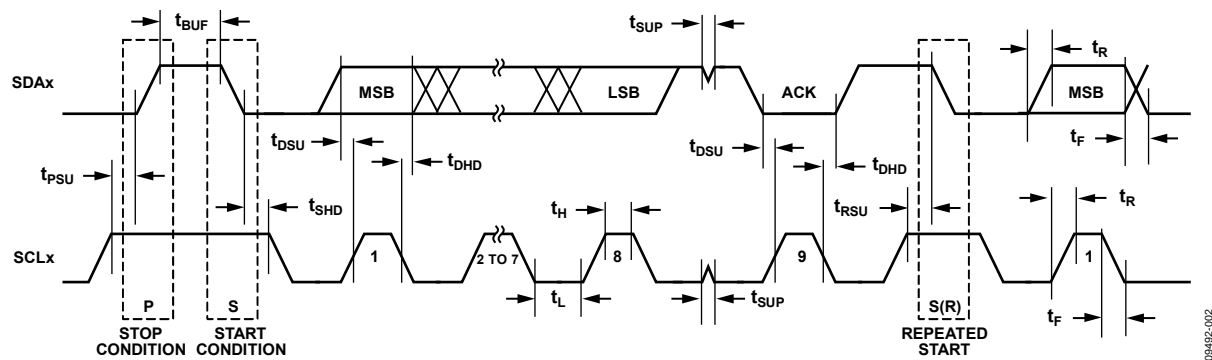 tBUF
tSUP
SDAx
MSB
LSB
ACK
tR
MSB
tF
tPSU
tDSU
tDHD
tSHD
tH
tDSU
tDHD
tRSU
tR
SCLx
1
2 TO 7
8
9
1
tL
tSUP
tF
P
S
S(R)
STOP
CONDITION
START
CONDITION
REPEATED
START
09492-002